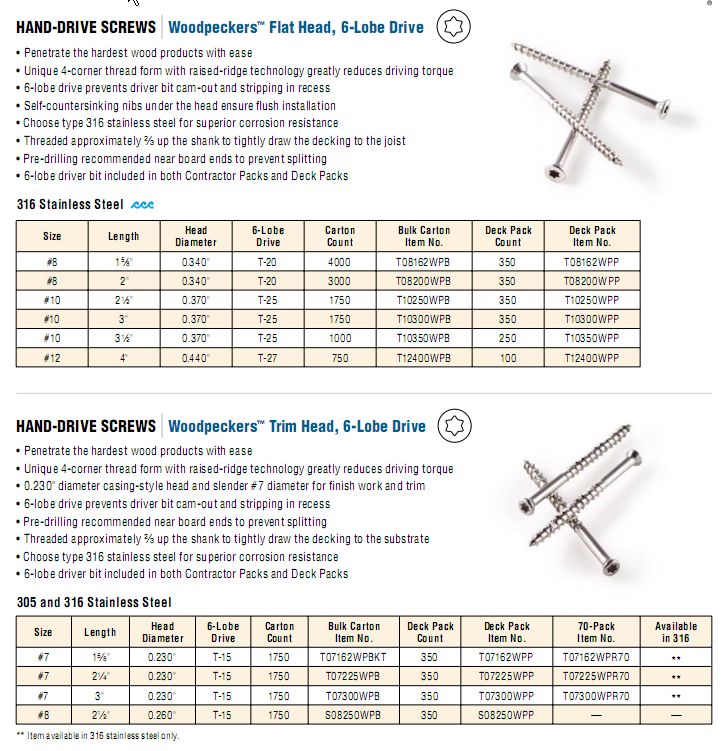 ®
HAND-DRIVE SCREWS | Woodpeckers™ Flat Head, 6-Lobe Drive
• Penetrate the hardest wood products with ease
• Unique 4-corner thread form with raised-ridge technology greatly reduces driving torque
• 6-lobe drive prevents driver bit cam-out and stripping in recess
• Self-countersinking nibs under the head ensure flush installation
• Choose type 316 stainless steel for superior corrosion resistance
• Threaded approximately ⅔ up the shank to tightly draw the decking to the joist
• Pre-drilling recommended near board ends to prevent splitting
• 6-lobe driver bit included in both Contractor Packs and Deck Packs
316 Stainless Steel
Size Length Head Diameter 6-Lobe Drive Carton Count Bulk Carton Item No. Deck Pack Count Deck Pack Item No.
#8 1⅝" 0.340" T-20 4000 T08162WPB 350 T08162WPP
#8 2" 0.340" T-20 3000 T08200WPB 350 T08200WPP
#10 2½" 0.370" T-25 1750 T10250WPB 350 T10250WPP
#10 3" 0.370" T-25 1750 T10300WPB 350 T10300WPP
#10 3½" 0.370" T-25 1000 T10350WPB 250 T10350WPP
#12 4" 0.440" T-27 750 T12400WPB 100 T12400WPP
HAND-DRIVE SCREWS | Woodpeckers™ Trim Head, 6-Lobe Drive
• Penetrate the hardest wood products with ease
• Unique 4-corner thread form with raised-ridge technology greatly reduces driving torque
• 0.230" diameter casing-style head and slender #7 diameter for finish work and trim
• 6-lobe drive prevents driver bit cam-out and stripping in recess
• Pre-drilling recommended near board ends to prevent splitting
• Threaded approximately ⅔ up the shank to tightly draw the decking to the substrate
• Choose type 316 stainless steel for superior corrosion resistance
• 6-lobe driver bit included in both Contractor Packs and Deck Packs
305 and 316 Stainless Steel
Size Length Head Diameter 6-Lobe Drive Carton Count Bulk Carton Item No. Deck Pack Count Deck Pack Item No. 70-Pack Item No. Available in 316
#7 1⅝" 0.230" T-15 1750 T07162WPBKT 350 T07162WPP T07162WPR70 **
#7 2¼" 0.230" T-15 1750 T07225WPB 350 T07225WPP T07225WPR70 **
#7 3" 0.230" T-15 1750 T07300WPB 350 T07300WPP T07300WPR70 **
#8 2½" 0.260" T-15 1750 S08250WPB 350 S08250WPP — —
** Item available in 316 stainless steel only.